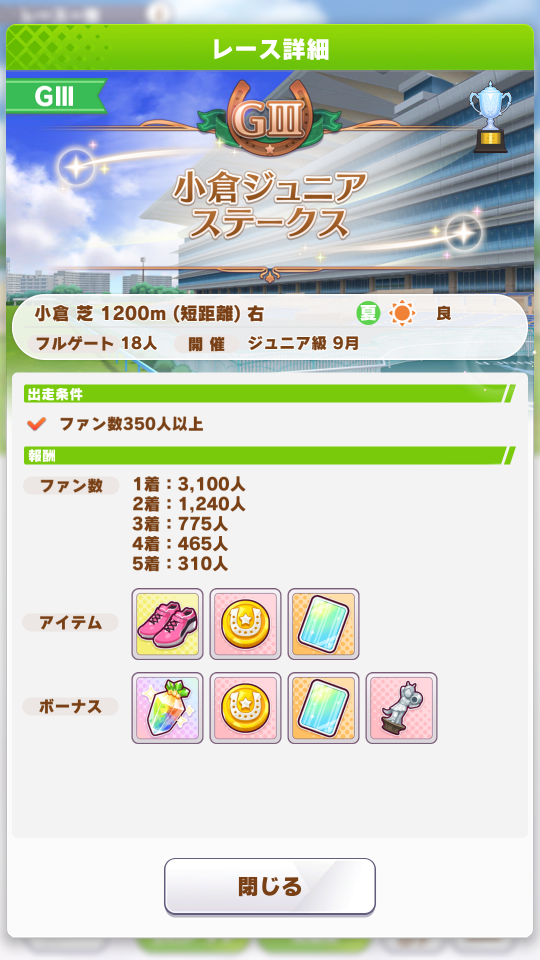 レース詳細
GⅢ
GⅢ
小倉ジュニア
ステークス
小倉 芝 1200m (短距離) 右 夏 良
フルゲート 18人 開催 ジュニア級 9月
出走条件
ファン数350人以上
報酬
ファン数
1着：3,100人
2着：1,240人
3着：775人
4着：465人
5着：310人
アイテム
ボーナス
閉じる